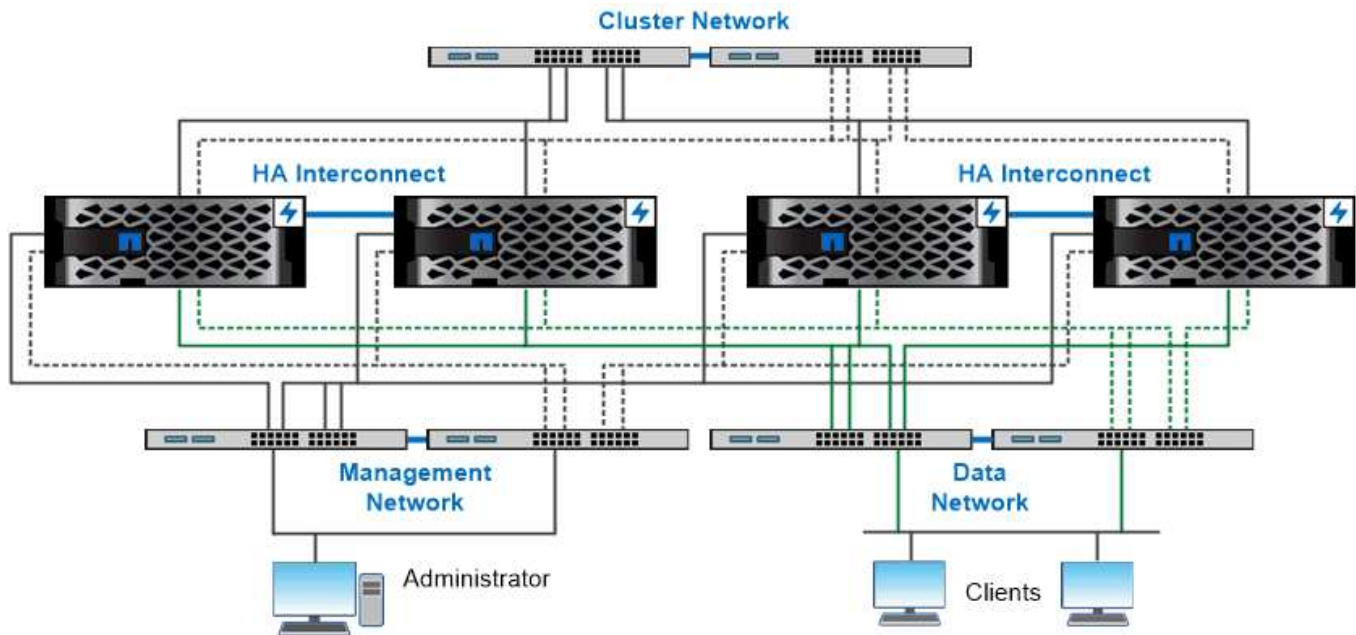 Cluster Network
HA Interconnect
HA Interconnect
Management
Network
Data
Network
Administrator
Clients